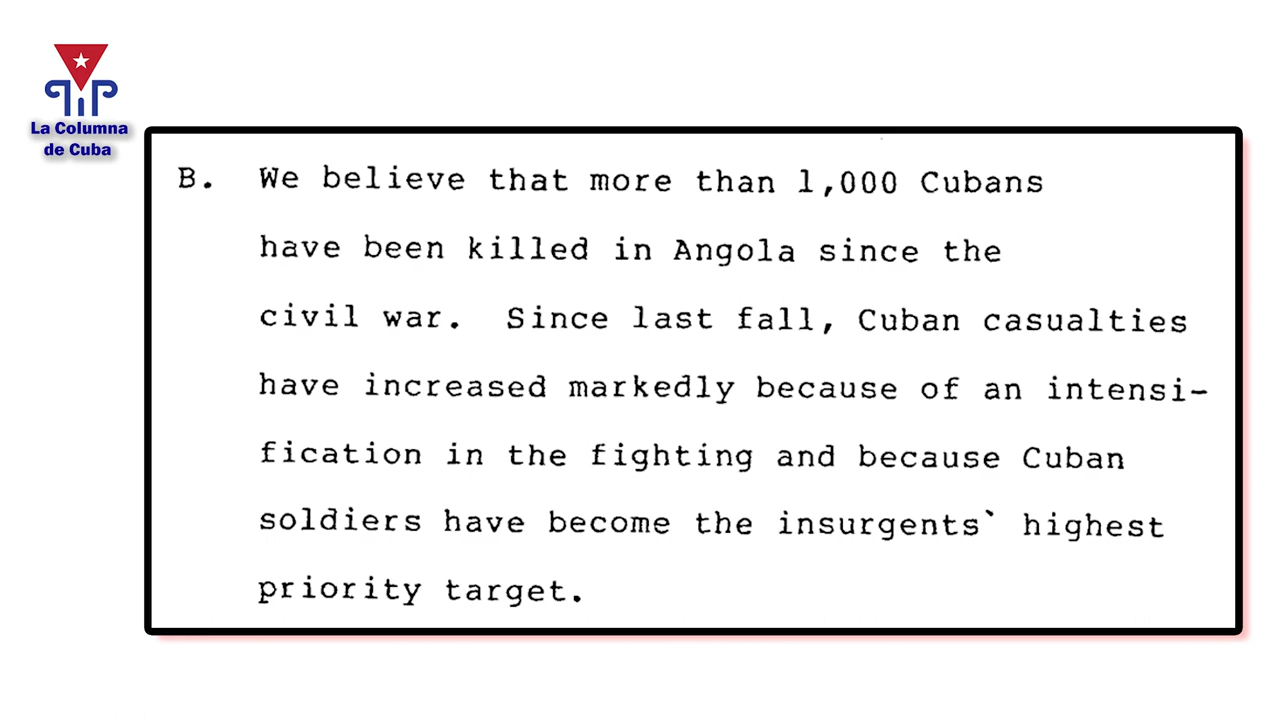 La Columna
de Cuba
B. We believe that more than 1,000 Cubans
have been killed in Angola since the
civil war. Since last fall, Cuban casualties
have increased markedly because of an intensi-
fication in the fighting and because Cuban
soldiers have become the insurgents` highest
priority target.